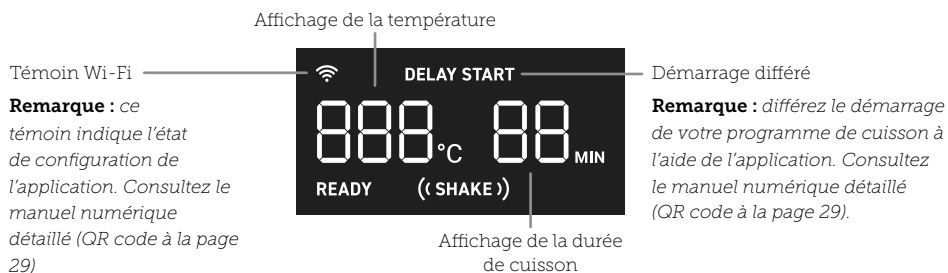 Affichage de la température
Témoin Wi-Fi
Remarque : ce
témoin indique l'état
de configuration de
l'application. Consultez le
manuel numérique
détaillé (QR code à la page
29)
DELAY START
888 °C 88 MIN
READY ((SHAKE))
Démarrage différé
Remarque : différez le démarrage
de votre programme de cuisson à
l'aide de l'application. Consultez
le manuel numérique détaillé
(QR code à la page 29).
Affichage de la durée
de cuisson